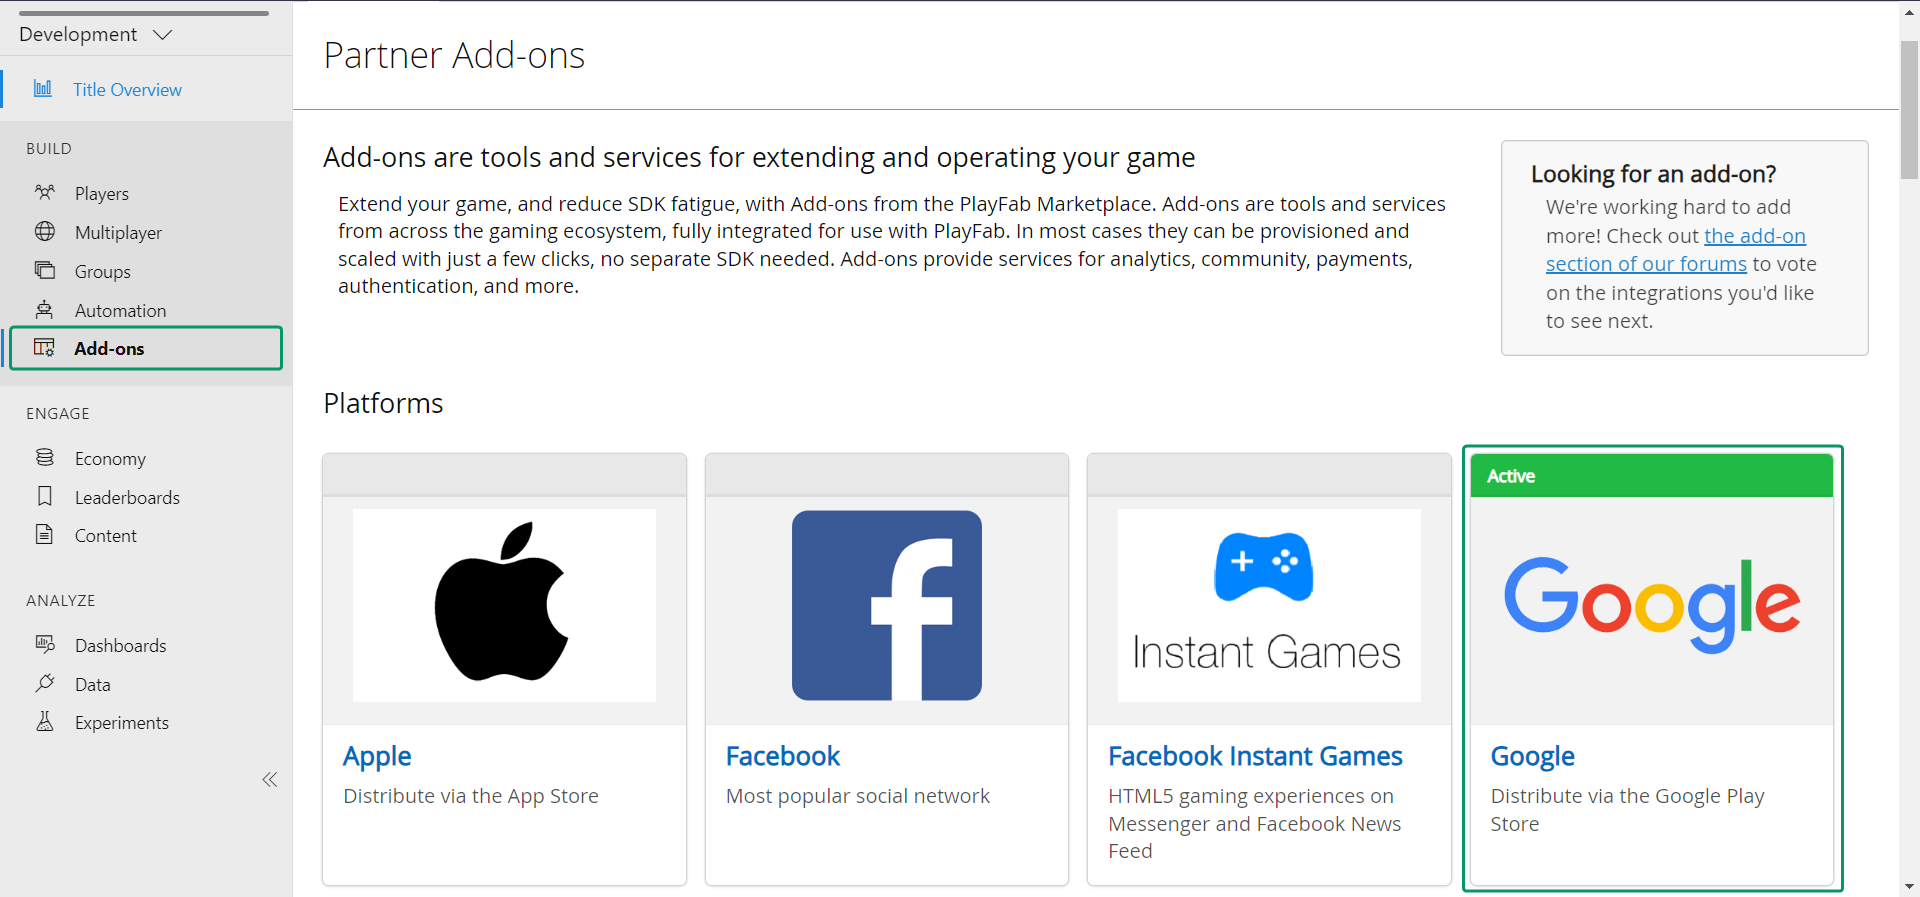 Development
Title Overview
BUILD
Players
Multiplayer
Groups
Automation
Add-ons
ENGAGE
Economy
Leaderboards
Content
ANALYZE
Dashboards
Data
Experiments
Partner Add-ons
Add-ons are tools and services for extending and operating your game
Extend your game, and reduce SDK fatigue, with Add-ons from the PlayFab Marketplace. Add-ons are tools and services
from across the gaming ecosystem, fully integrated for use with PlayFab. In most cases they can be provisioned and
scaled with just a few clicks, no separate SDK needed. Add-ons provide services for analytics, community, payments,
authentication, and more.
Looking for an add-on?
We're working hard to add
more! Check out the add-on
section of our forums to vote
on the integrations you'd like
to see next.
Platforms
Apple
Distribute via the App Store
Facebook
Most popular social network
Instant Games
Facebook Instant Games
HTML5 gaming experiences on
Messenger and Facebook News
Feed
Active
Google
Google
Distribute via the Google Play
Store